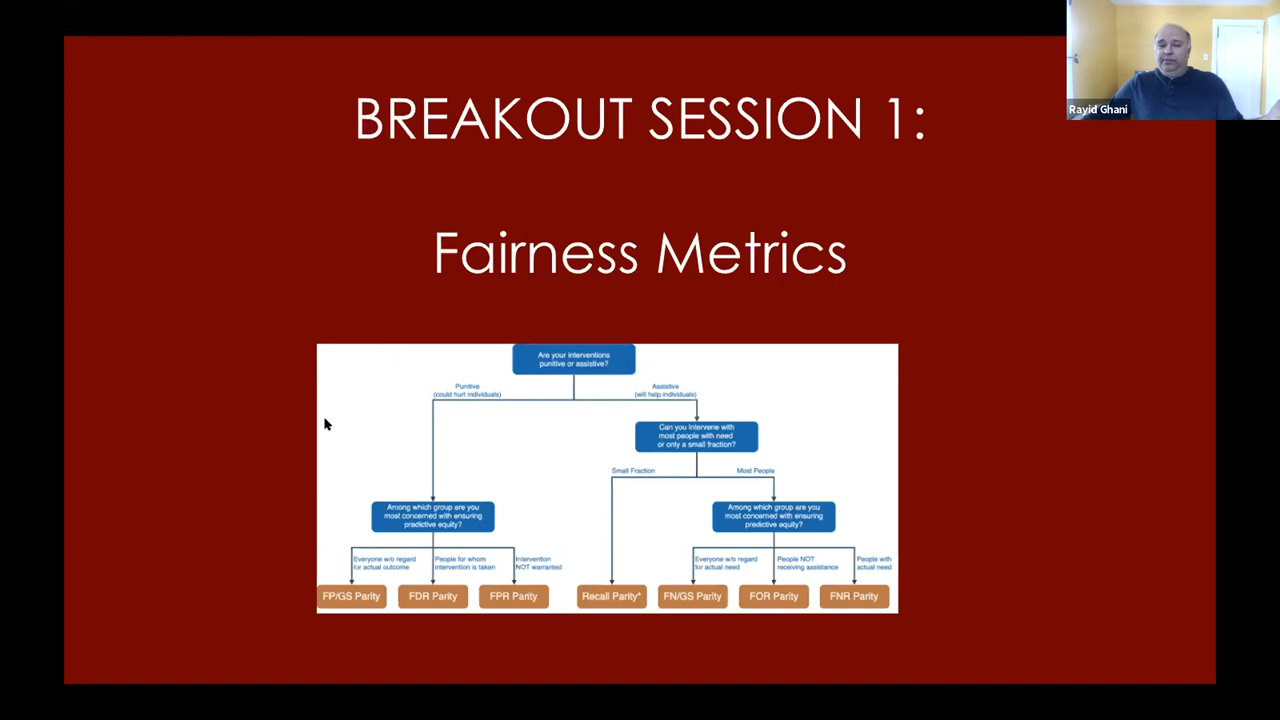 BREAKOUT SESSION 1:
Rayid Ghani
Fairness Metrics
Are your interventions
punitive or assistive?
Punitive
(could hurt individuals)
Assistive
(will help individuals)
Can you intervene with
most people with need
or only a small fraction?
Small Fraction
Most People
Among which group are you
most concerned with ensuring
predictive equity?
Among which group are you
most concerned with ensuring
predictive equity?
Everyone w/o regard
for actual outcome
People for whom
intervention is taken
Intervention
NOT warranted
Everyone w/o regard
for actual need
People NOT
receiving assistance
People with
actual need
FP/GS Parity
FDR Parity
FPR Parity
Recall Parity*
FN/GS Parity
FOR Parity
FNR Parity